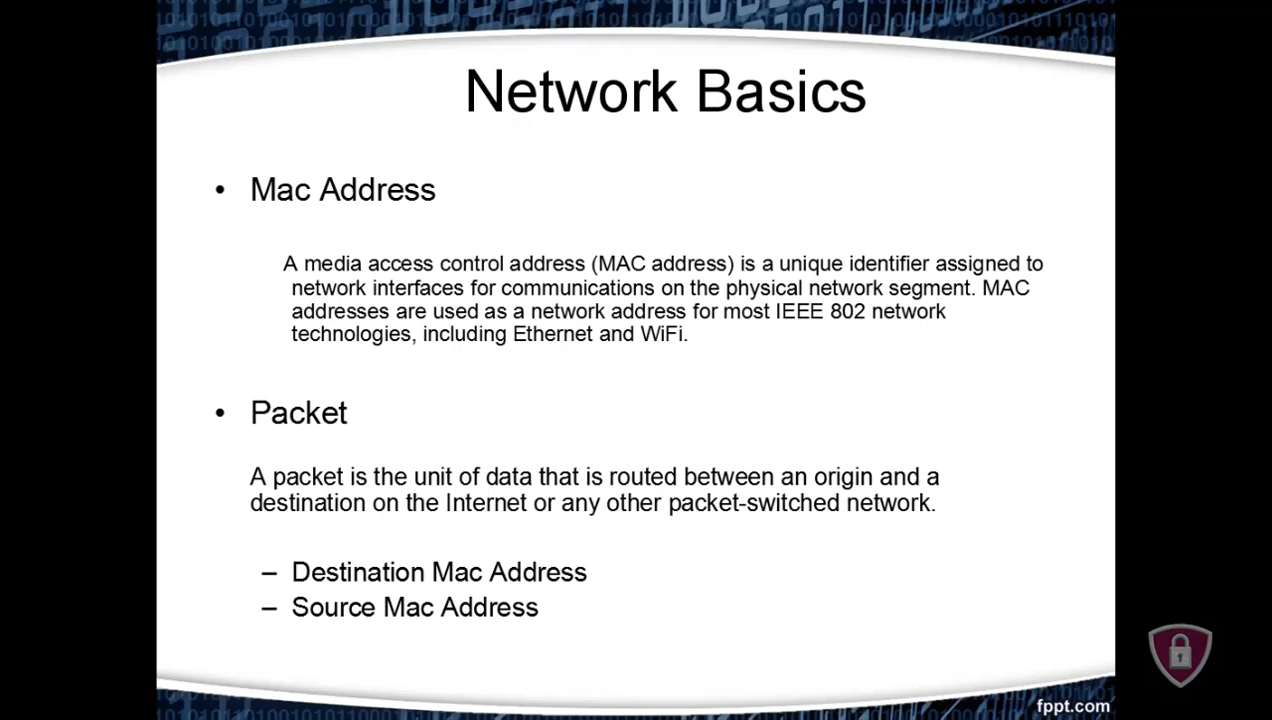 Network Basics
• Mac Address
A media access control address (MAC address) is a unique identifier assigned to
network interfaces for communications on the physical network segment. MAC
addresses are used as a network address for most IEEE 802 network
technologies, including Ethernet and WiFi.
• Packet
A packet is the unit of data that is routed between an origin and a
destination on the Internet or any other packet-switched network.
– Destination Mac Address
– Source Mac Address
fppt.com